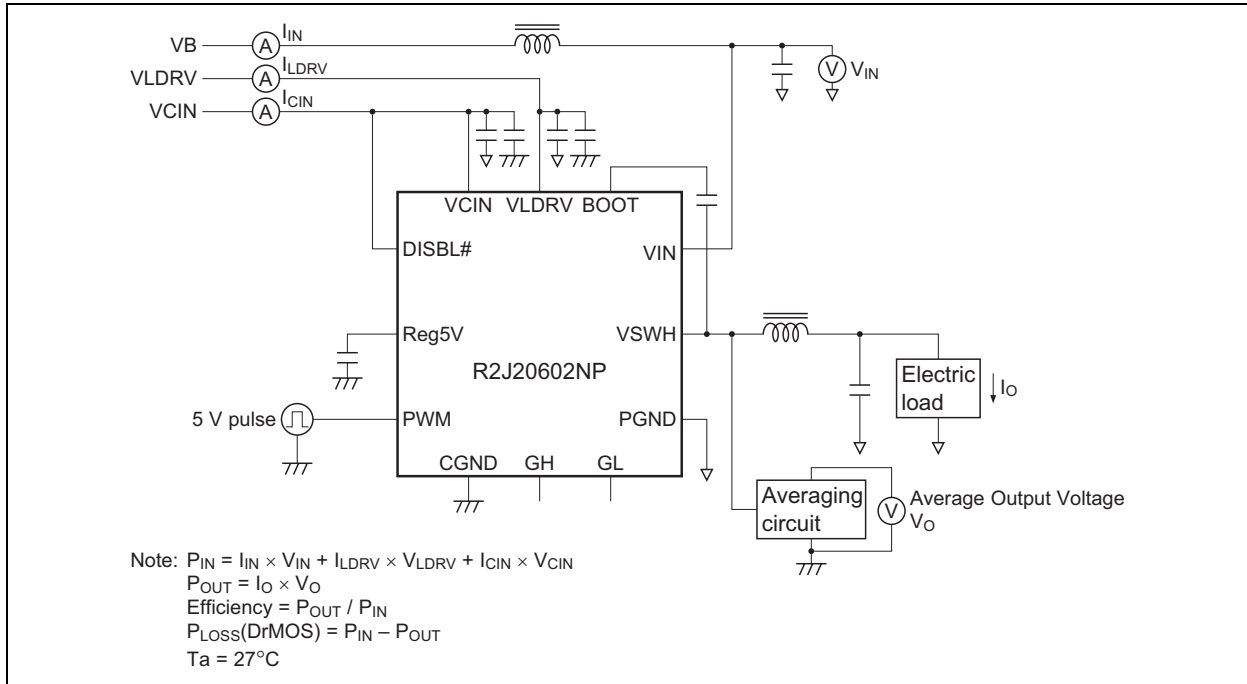 VB
A
I_IN
VLDRV
A
I_LDRV
VCIN
A
I_CIN
V
V_IN
VCIN
VLDRV
BOOT
DISBL#
VIN
Reg5V
VSWH
R2J20602NP
Electric
load
I_O
5 V pulse
PWM
PGND
CGND
GH
GL
Averaging
circuit
V
Average Output Voltage
V_O
Note: P_IN = I_IN × V_IN + I_LDRV × V_LDRV + I_CIN × V_CIN
P_OUT = I_O × V_O
Efficiency = P_OUT / P_IN
P_LOSS(DrMOS) = P_IN – P_OUT
Ta = 27°C